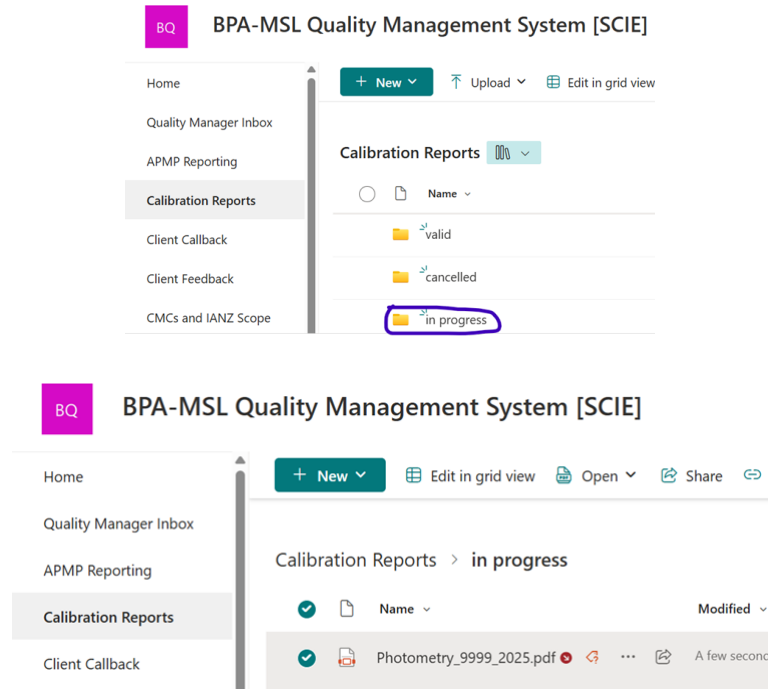 BQ BPA-MSL Quality Management System [SCIE]
Home
Quality Manager Inbox
APMP Reporting
Calibration Reports
Client Callback
Client Feedback
CMCs and IANZ Scope
+ New Upload Edit in grid view
Calibration Reports
Name
valid
cancelled
in progress
BQ BPA-MSL Quality Management System [SCIE]
Home
Quality Manager Inbox
APMP Reporting
Calibration Reports
Client Callback
+ New Edit in grid view Open Share
Calibration Reports > in progress
Name Modified
Photometry_9999_2025.pdf ... A few